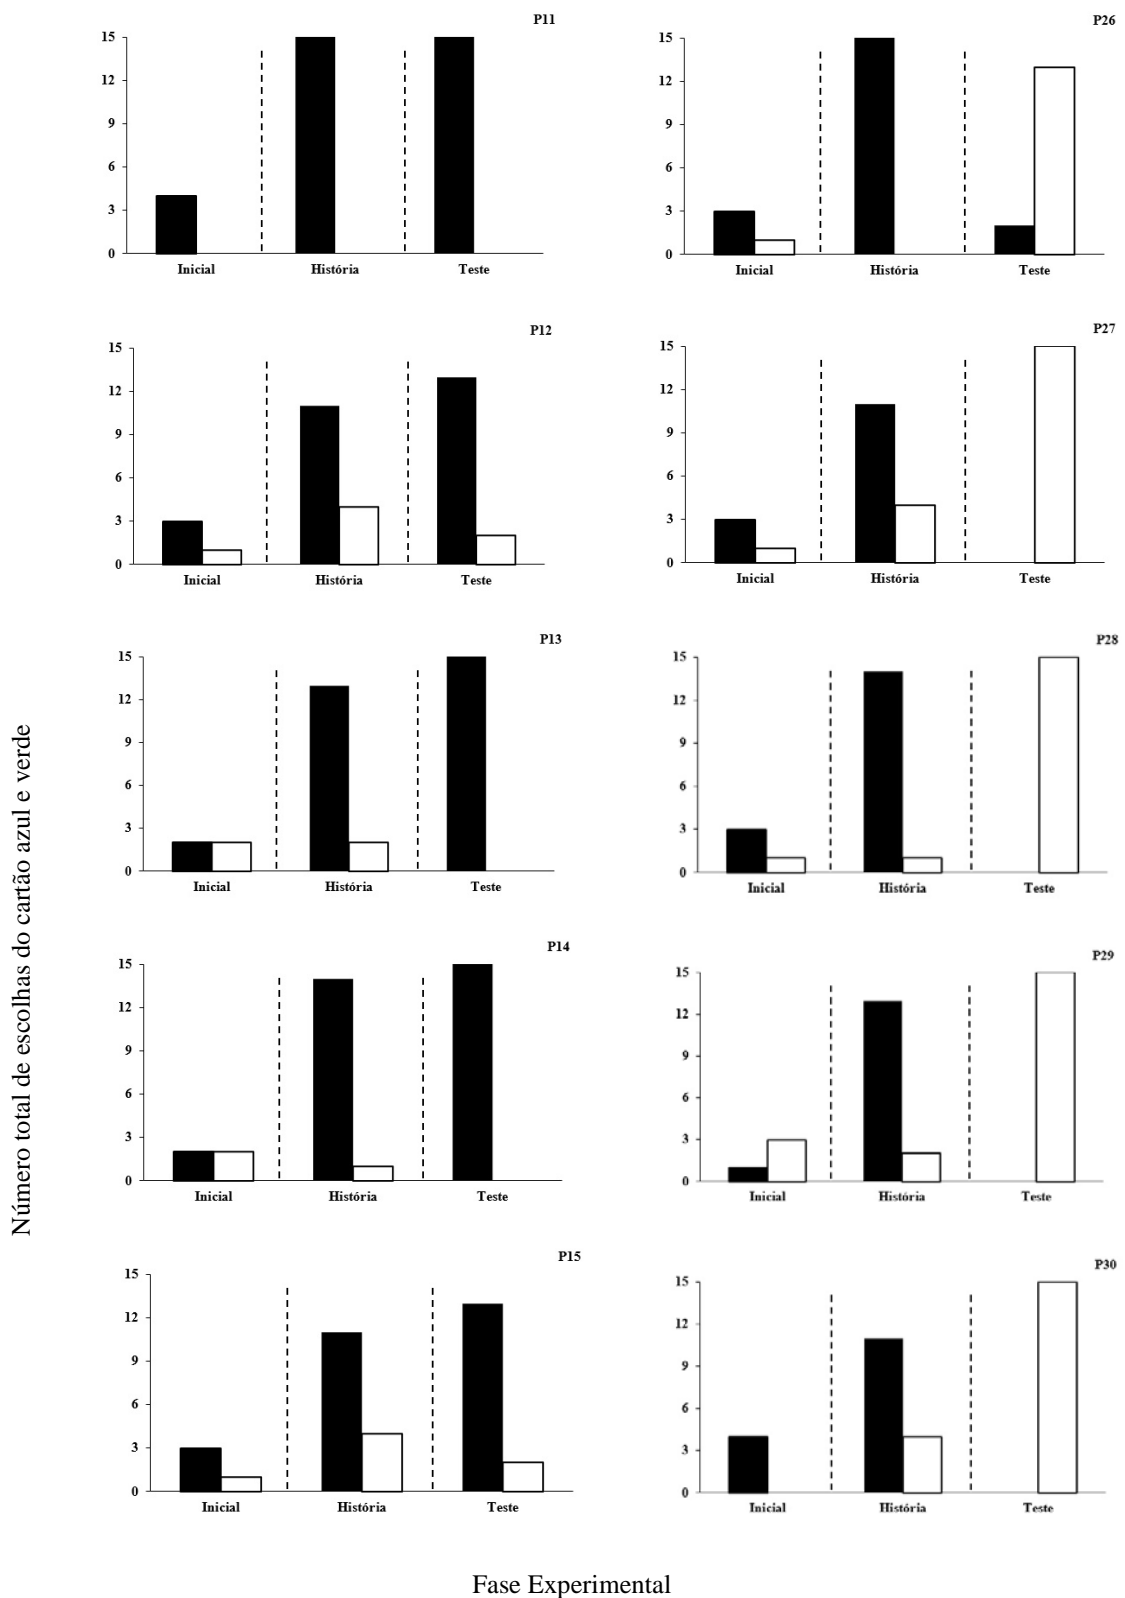 P11
15
12
9
6
3
0
Inicial História Teste
P26
15
12
9
6
3
0
Inicial História Teste
P12
15
12
9
6
3
0
Inicial História Teste
P27
15
12
9
6
3
0
Inicial História Teste
P13
15
12
9
6
3
0
Inicial História Teste
P28
15
12
9
6
3
0
Inicial História Teste
P14
15
12
9
6
3
0
Inicial História Teste
P29
15
12
9
6
3
0
Inicial História Teste
P15
15
12
9
6
3
0
Inicial História Teste
P30
15
12
9
6
3
0
Inicial História Teste
Número total de escolhas do cartão azul e verde
Fase Experimental